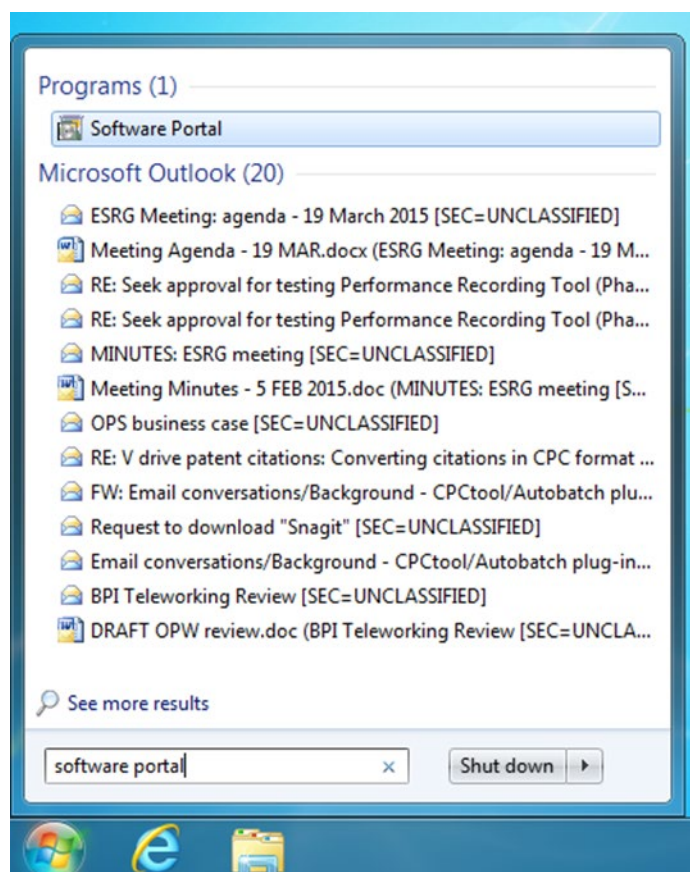 Programs (1)
Software Portal
Microsoft Outlook (20)
ESRG Meeting: agenda - 19 March 2015 [SEC=UNCLASSIFIED]
Meeting Agenda - 19 MAR.docx (ESRG Meeting: agenda - 19 M...
RE: Seek approval for testing Performance Recording Tool (Pha...
RE: Seek approval for testing Performance Recording Tool (Pha...
MINUTES: ESRG meeting [SEC=UNCLASSIFIED]
Meeting Minutes - 5 FEB 2015.doc (MINUTES: ESRG meeting [S...
OPS business case [SEC=UNCLASSIFIED]
RE: V drive patent citations: Converting citations in CPC format ...
FW: Email conversations/Background - CPCtool/Autobatch plu...
Request to download "Snagit" [SEC=UNCLASSIFIED]
Email conversations/Background - CPCtool/Autobatch plug-in...
BPI Teleworking Review [SEC=UNCLASSIFIED]
DRAFT OPW review.doc (BPI Teleworking Review [SEC=UNCLA...
See more results
software portal
Shut down